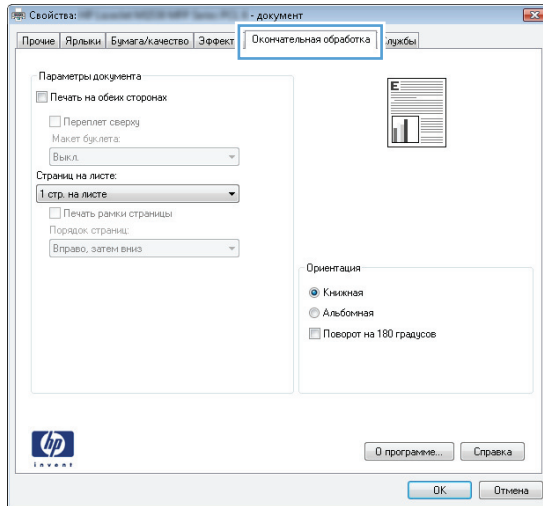 Свойства: - документ
Прочие Ярлыки Бумага/качество Эффект Окончательная обработка лужбы
Параметры документа
Печать на обеих сторонах
Переплет сверху
Макет буклета:
Выкл.
Страниц на листе:
1 стр. на листе
Печать рамки страницы
Порядок страниц:
Вправо, затем вниз
E
Ориентация
Книжная
Альбомная
Поворот на 180 градусов
hp
invent
О программе... Справка
OK Отмена